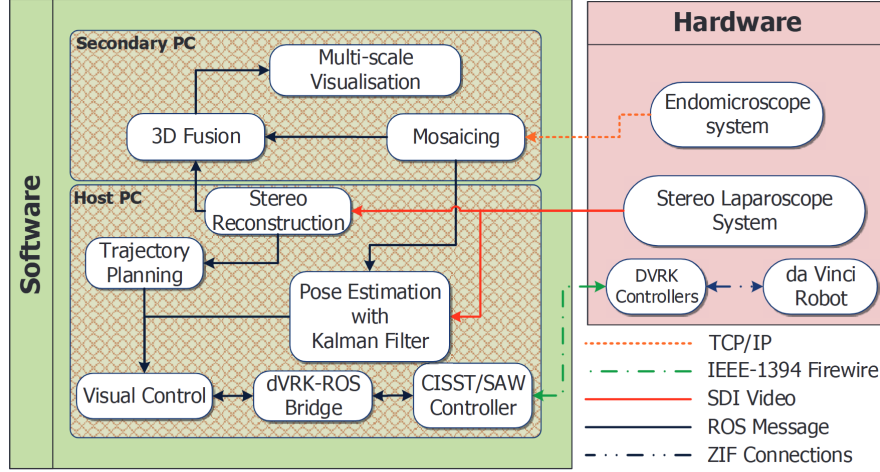 Software
Secondary PC
Multi-scale
Visualisation
3D Fusion
Mosaicing
Host PC
Stereo
Reconstruction
Trajectory
Planning
Pose Estimation
with
Kalman Filter
Visual Control
dVRK-ROS
Bridge
CISST/SAW
Controller
Hardware
Endomicroscope
system
Stereo Laparoscope
System
DVRK
Controllers
da Vinci
Robot
TCP/IP
IEEE-1394 Firewire
SDI Video
ROS Message
ZIF Connections